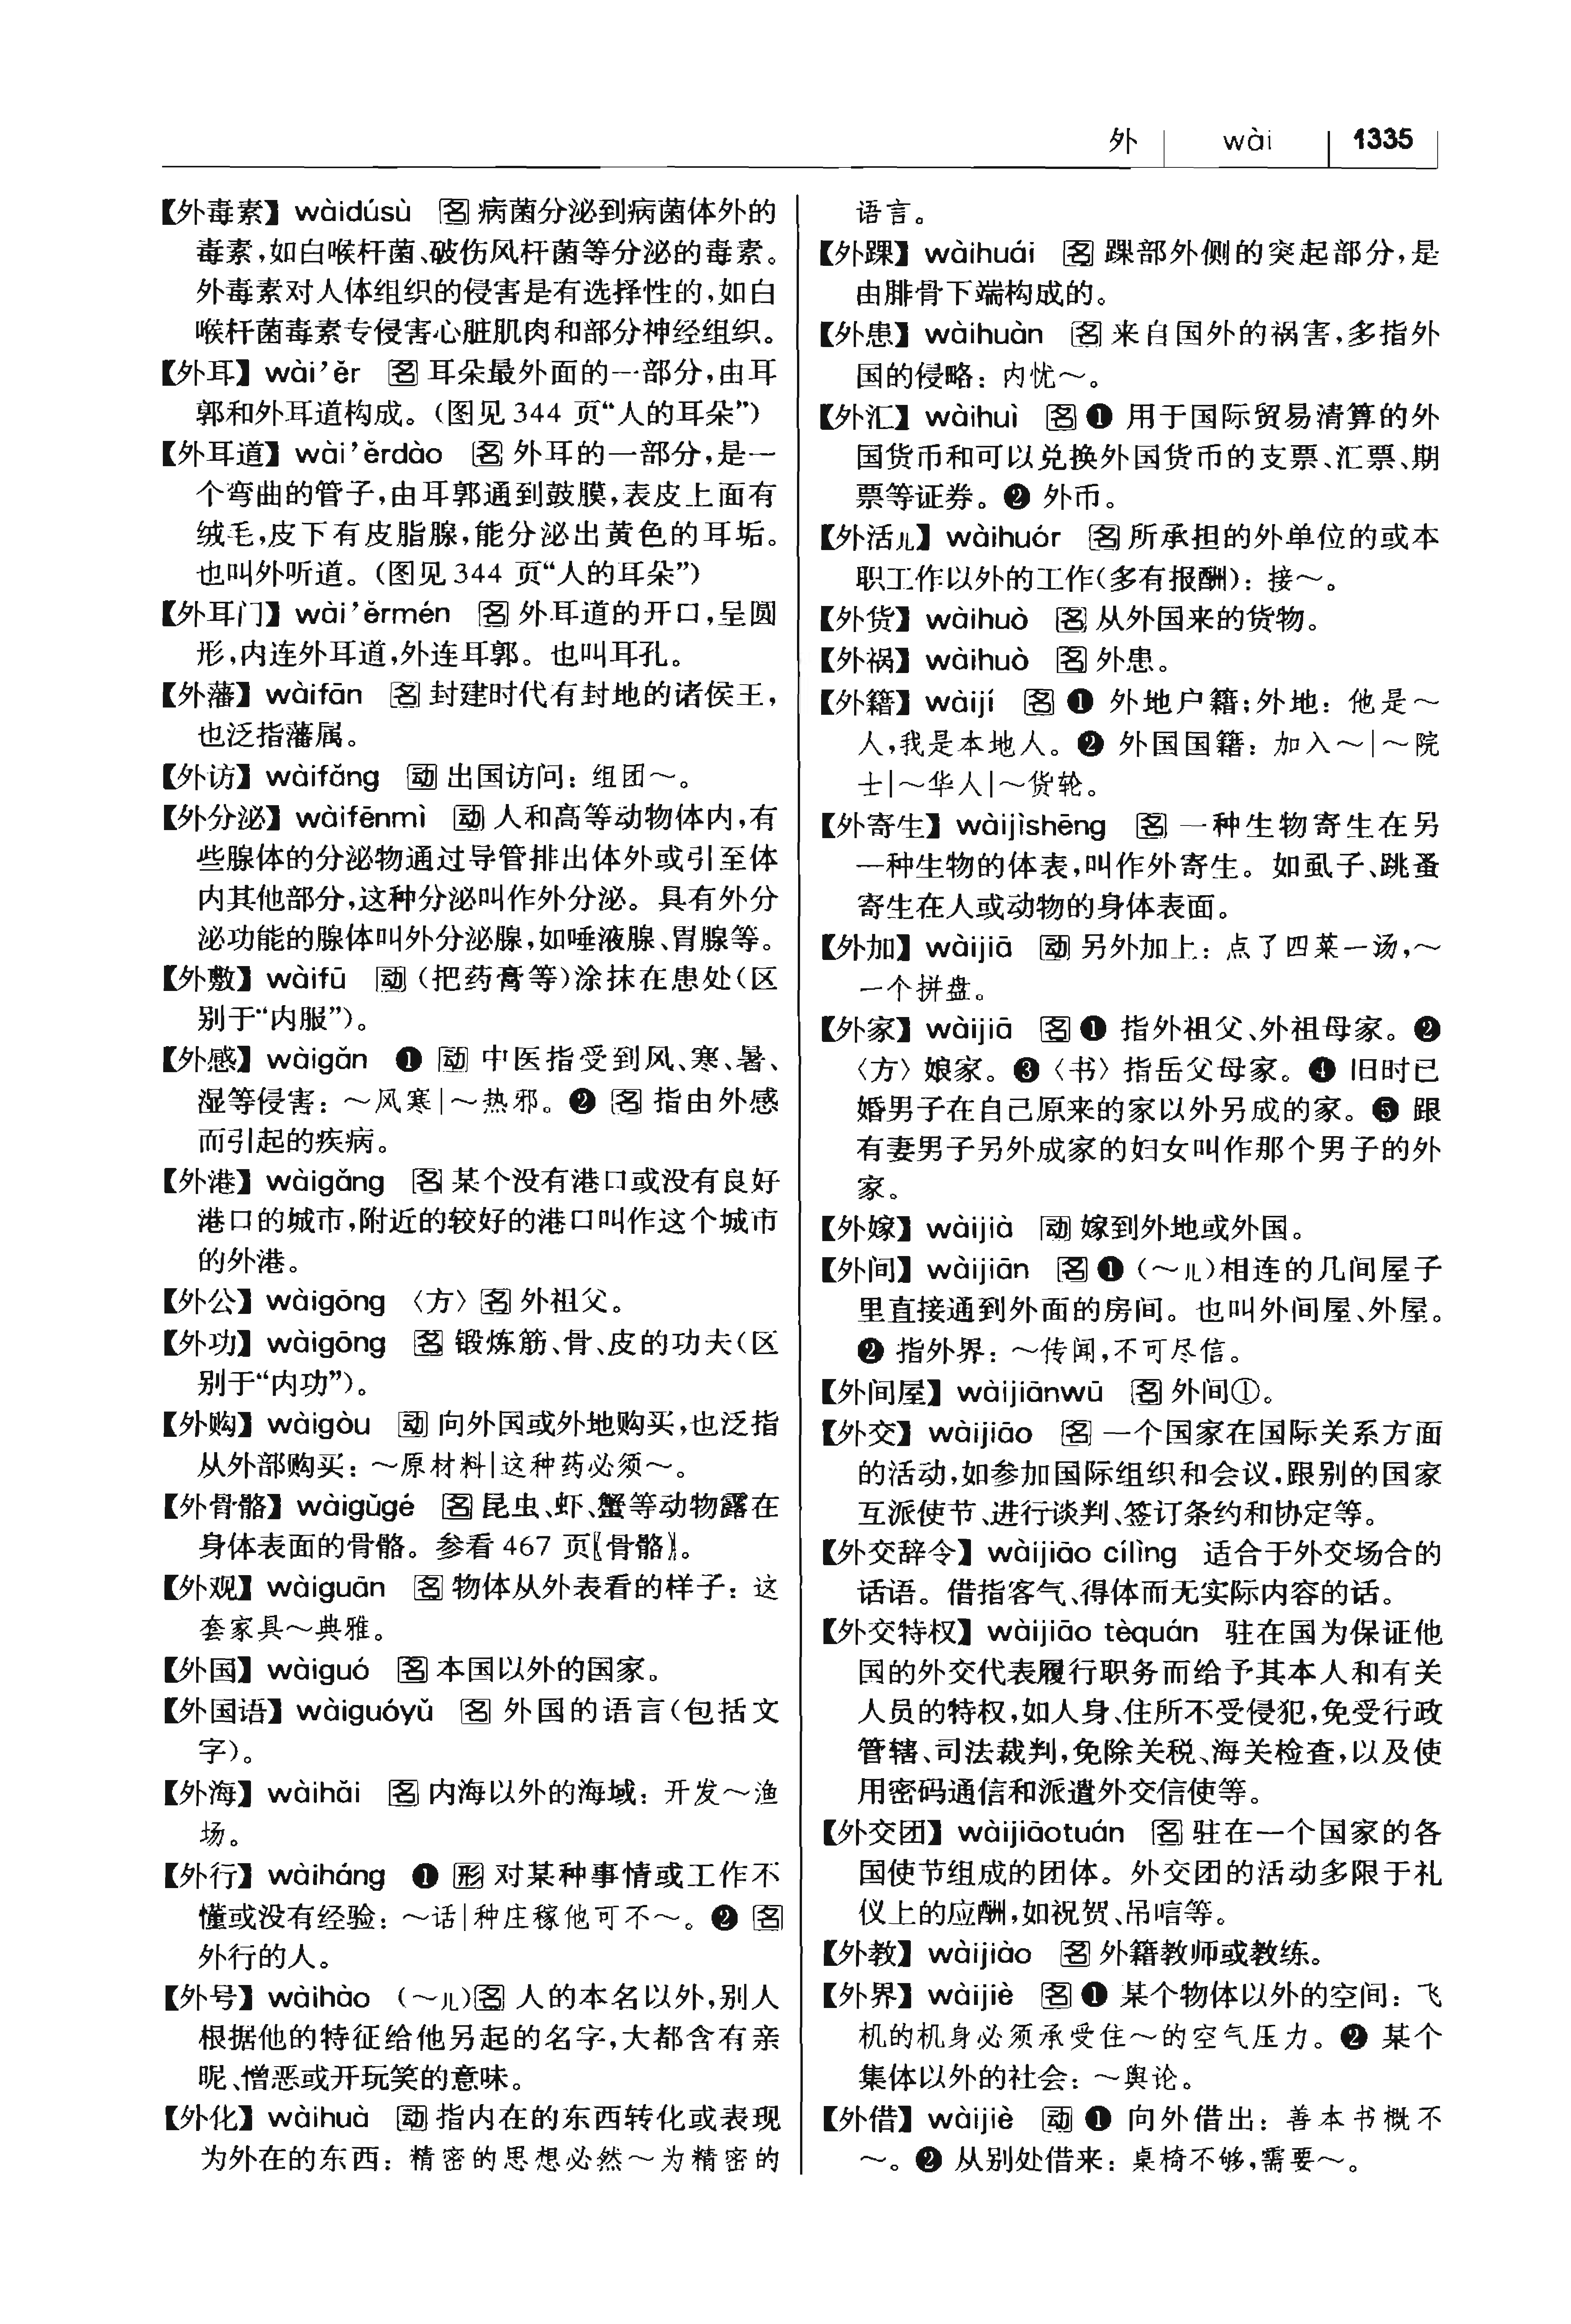 外 wài 1335
【外毒素】wàidúsù 名 病菌分泌到病菌体外的
毒素，如白喉杆菌、破伤风杆菌等分泌的毒素。
外毒素对人体组织的侵害是有选择性的，如白
喉杆菌毒素专侵害心脏肌肉和部分神经组织。
【外耳】wài’ěr 名 耳朵最外面的一部分，由耳
郭和外耳道构成。（图见 344 页“人的耳朵”）
【外耳道】wài’ěrdào 名 外耳的一部分，是一
个弯曲的管子，由耳郭通到鼓膜，表皮上面有
绒毛，皮下有皮脂腺，能分泌出黄色的耳垢。
也叫外听道。（图见 344 页“人的耳朵”）
【外耳门】wài’ěrmén 名 外耳道的开口，呈圆
形，内连外耳道，外连耳郭。也叫耳孔。
【外藩】wàifān 名 封建时代有封地的诸侯王，
也泛指藩属。
【外访】wàifǎng 动 出国访问：组团～。
【外分泌】wàifēnmì 动 人和高等动物体内，有
些腺体的分泌物通过导管排出体外或引至体
内其他部分，这种分泌叫作外分泌。具有外分
泌功能的腺体叫外分泌腺，如唾液腺、胃腺等。
【外敷】wàifū 动 （把药膏等）涂抹在患处（区
别于“内服”）。
【外感】wàigǎn ❶ 动 中医指受到风、寒、暑、
湿等侵害：～风寒|～热邪。❷ 名 指由外感
而引起的疾病。
【外港】wàigǎng 名 某个没有港口或没有良好
港口的城市，附近的较好的港口叫作这个城市
的外港。
【外公】wàigōng 〈方〉名 外祖父。
【外功】wàigōng 名 锻炼筋、骨、皮的功夫（区
别于“内功”）。
【外购】wàigòu 动 向外国或外地购买，也泛指
从外部购买：～原材料|这种药必须～。
【外骨骼】wàigǔgé 名 昆虫、虾、蟹等动物露在
身体表面的骨骼。参看 467 页〖骨骼〗。
【外观】wàiguān 名 物体从外表看的样子：这
套家具～典雅。
【外国】wàiguó 名 本国以外的国家。
【外国语】wàiguóyǔ 名 外国的语言（包括文
字）。
【外海】wàihǎi 名 内海以外的海域：开发～渔
场。
【外行】wàiháng ❶ 形 对某种事情或工作不
懂或没有经验：～话|种庄稼他可不～。❷ 名
外行的人。
【外号】wàihào （～儿）名 人的本名以外，别人
根据他的特征给他另起的名字，大都含有亲
昵、憎恶或开玩笑的意味。
【外化】wàihuà 动 指内在的东西转化或表现
为外在的东西：精密的思想必然～为精密的
语言。
【外踝】wàihuái 名 踝部外侧的突起部分，是
由腓骨下端构成的。
【外患】wàihuàn 名 来自国外的祸害，多指外
国的侵略：内忧～。
【外汇】wàihuì 名 ❶ 用于国际贸易清算的外
国货币和可以兑换外国货币的支票、汇票、期
票等证券。❷ 外币。
【外活儿】wàihuór 名 所承担的外单位的或本
职工作以外的工作（多有报酬）：接～。
【外货】wàihuò 名 从外国来的货物。
【外祸】wàihuò 名 外患。
【外籍】wàijí 名 ❶ 外地户籍；外地：他是～
人，我是本地人。❷ 外国国籍：加入～|～院
士|～华人|～货轮。
【外寄生】wàijìshēng 名 一种生物寄生在另
一种生物的体表，叫作外寄生。如虱子、跳蚤
寄生在人或动物的身体表面。
【外加】wàijiā 动 另外加上：点了四菜一汤，～
一个拼盘。
【外家】wàijiā 名 ❶ 指外祖父、外祖母家。❷
〈方〉娘家。❸〈书〉指岳父母家。❹ 旧时已
婚男子在自己原来的家以外另成的家。❺ 跟
有妻男子另外成家的妇女叫作那个男子的外
家。
【外嫁】wàijià 动 嫁到外地或外国。
【外间】wàijiān 名 ❶（～儿）相连的几间屋子
里直接通到外面的房间。也叫外间屋、外屋。
❷ 指外界：～传闻，不可尽信。
【外间屋】wàijiānwū 名 外间①。
【外交】wàijiāo 名 一个国家在国际关系方面
的活动，如参加国际组织和会议，跟别的国家
互派使节、进行谈判、签订条约和协定等。
【外交辞令】wàijiāo cílìng 适合于外交场合的
话语。借指客气、得体而无实际内容的话。
【外交特权】wàijiāo tèquán 驻在国为保证他
国的外交代表履行职务而给予其本人和有关
人员的特权，如人身、住所不受侵犯，免受行政
管辖、司法裁判，免除关税、海关检查，以及使
用密码通信和派遣外交信使等。
【外交团】wàijiāotuán 名 驻在一个国家的各
国使节组成的团体。外交团的活动多限于礼
仪上的应酬，如祝贺、吊唁等。
【外教】wàijiào 名 外籍教师或教练。
【外界】wàijiè 名 ❶ 某个物体以外的空间：飞
机的机身必须承受住～的空气压力。❷ 某个
集体以外的社会：～舆论。
【外借】wàijiè 动 ❶ 向外借出：善本书概不
～。❷ 从别处借来：桌椅不够，需要～。